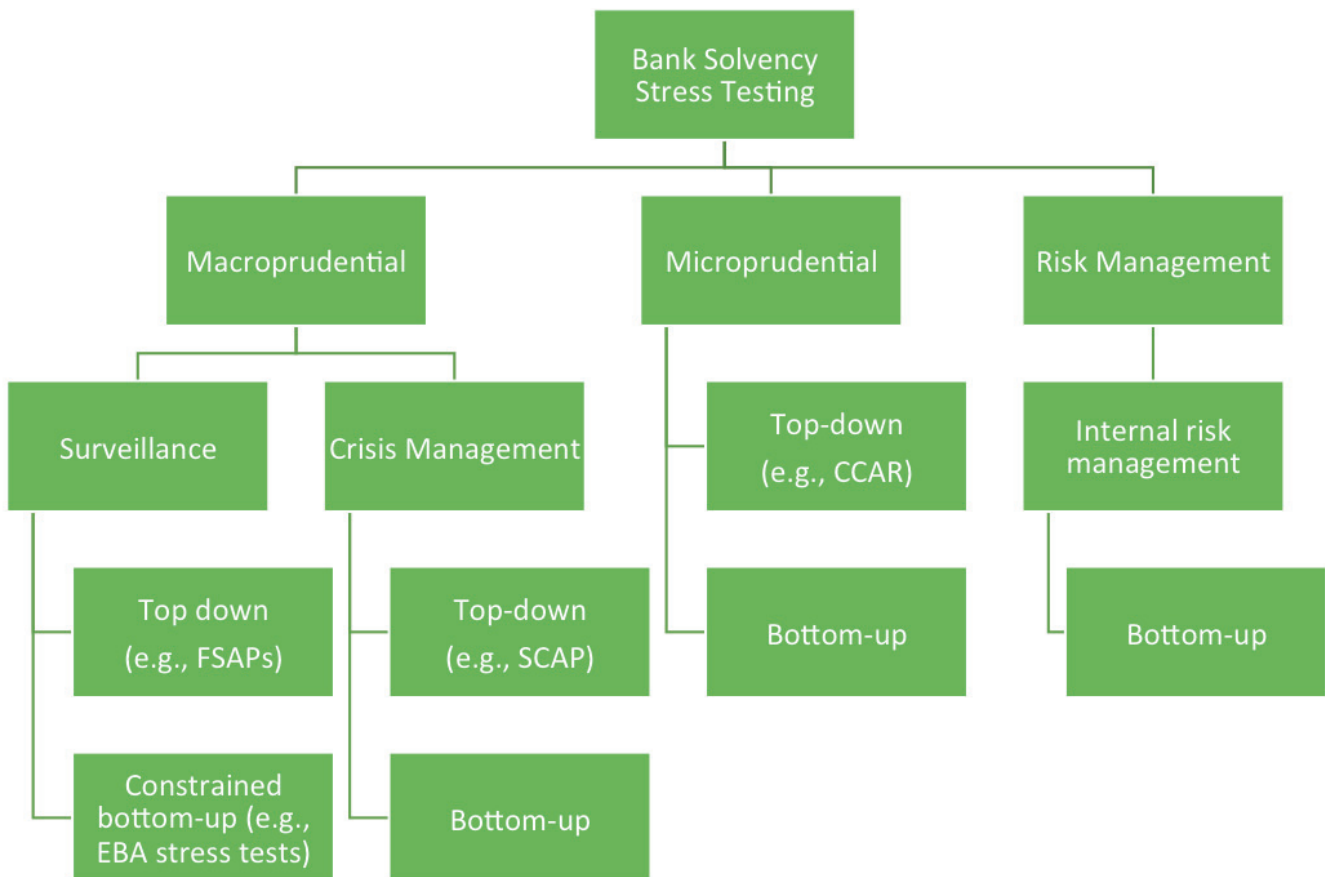 Bank Solvency
Stress Testing
Macroprudential
Microprudential
Risk Management
Surveillance
Crisis Management
Top-down
(e.g., CCAR)
Internal risk
management
Top down
(e.g., FSAPs)
Top-down
(e.g., SCAP)
Bottom-up
Bottom-up
Constrained
bottom-up (e.g.,
EBA stress tests)
Bottom-up